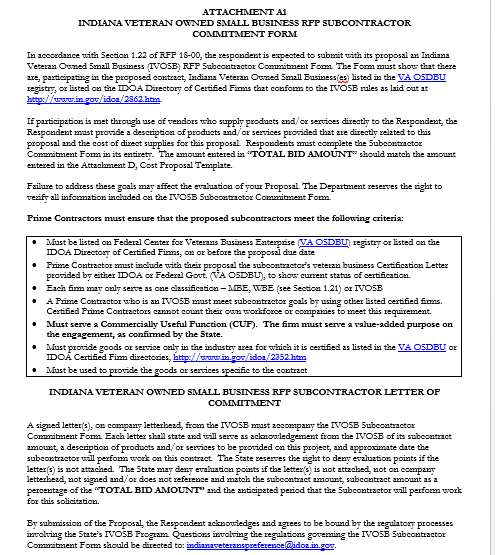 ATTACHMENT A1
INDIANA VETERAN OWNED SMALL BUSINESS RFP SUBCONTRACTOR
COMMITMENT FORM
In accordance with Section 1.22 of RFP 18-00, the respondent is expected to submit with its proposal an Indiana
Veteran Owned Small Business (IVOSB) RFP Subcontractor Commitment Form. The Form must show that there
are, participating in the proposed contract, Indiana Veteran Owned Small Business(es) listed in the VA OSDBU
registry, or listed on the IDOA Directory of Certified Firms that conform to the IVOSB rules as laid out at
http://www.in.gov/idoa/2862.htm.
If participation is met through use of vendors who supply products and/or services directly to the Respondent, the
Respondent must provide a description of products and/or services provided that are directly related to this
proposal and the cost of direct supplies for this proposal. Respondents must complete the Subcontractor
Commitment Form in its entirety. The amount entered in "TOTAL BID AMOUNT" should match the amount
entered in the Attachment D, Cost Proposal Template.
Failure to address these goals may affect the evaluation of your Proposal. The Department reserves the right to
verify all information included on the IVOSB Subcontractor Commitment Form.
Prime Contractors must ensure that the proposed subcontractors meet the following criteria:
• Must be listed on Federal Center for Veterans Business Enterprise (VA OSDBU) registry or listed on the
IDOA Directory of Certified Firms, on or before the proposal due date
• Prime Contractor must include with their proposal the subcontractor's veteran business Certification Letter
provided by either IDOA or Federal Govt. (VA OSDBU), to show current status of certification.
• Each firm may only serve as one classification – MBE, WBE (see Section 1.21) or IVOSB
• A Prime Contractor who is an IVOSB must meet subcontractor goals by using other listed certified firms.
Certified Prime Contractors cannot count their own workforce or companies to meet this requirement.
• Must serve a Commercially Useful Function (CUF). The firm must serve a value-added purpose on
the engagement, as confirmed by the State.
• Must provide goods or service only in the industry area for which it is certified as listed in the VA OSDBU or
IDOA Certified Firm directories, http://www.in.gov/idoa/2352.htm
• Must be used to provide the goods or services specific to the contract
INDIANA VETERAN OWNED SMALL BUSINESS RFP SUBCONTRACTOR LETTER OF
COMMITMENT
A signed letter(s), on company letterhead, from the IVOSB must accompany the IVOSB Subcontractor
Commitment Form. Each letter shall state and will serve as acknowledgement from the IVOSB of its subcontract
amount, a description of products and/or services to be provided on this project, and approximate date the
subcontractor will perform work on this contract. The State reserves the right to deny evaluation points if the
letter(s) is not attached. The State may deny evaluation points if the letter(s) is not attached, not on company
letterhead, not signed and/or does not reference and match the subcontract amount, subcontract amount as a
percentage of the "TOTAL BID AMOUNT" and the anticipated period that the Subcontractor will perform work
for this solicitation.
By submission of the Proposal, the Respondent acknowledges and agrees to be bound by the regulatory processes
involving the State's IVOSB Program. Questions involving the regulations governing the IVOSB Subcontractor
Commitment Form should be directed to: indianaveteranspreference@idoa.in.gov.